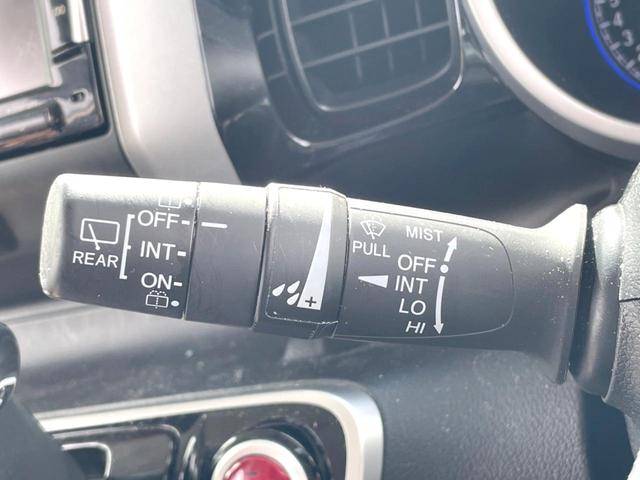 REAR
OFF
INT
ON
+
PULL
MIST
OFF
INT
LO
HI